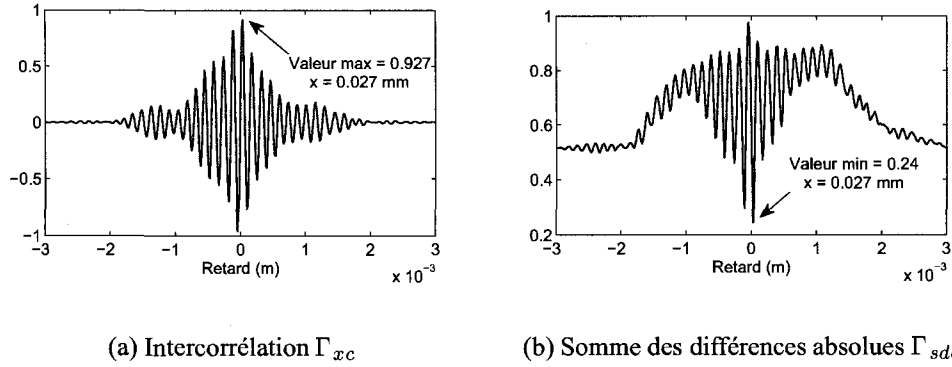 1
0.5
0
−0.5
−1
−3 −2 −1 0 1 2 3
Retard (m)
x 10⁻³
Valeur max = 0.927
x = 0.027 mm
1
0.8
0.6
0.4
0.2
−3 −2 −1 0 1 2 3
Retard (m)
x 10⁻³
Valeur min = 0.24
x = 0.027 mm
(a) Intercorrélation Γxc
(b) Somme des différences absolues Γsd